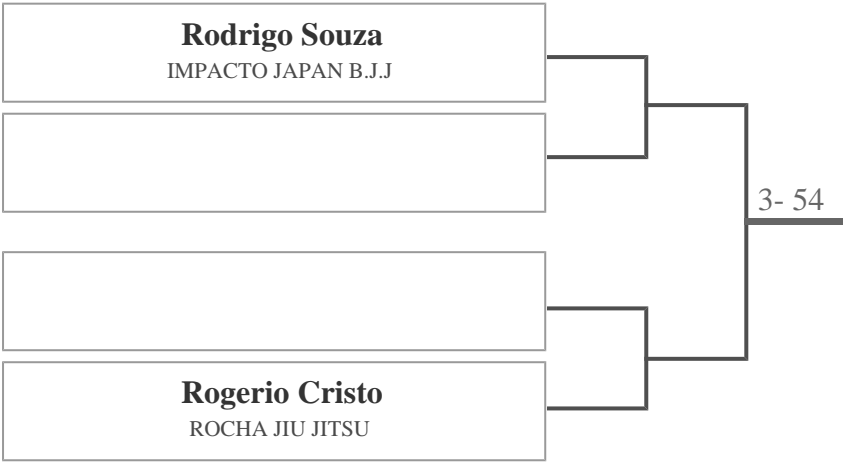 Rodrigo Souza
IMPACTO JAPAN B.J.J
3- 54
Rogerio Cristo
ROCHA JIU JITSU